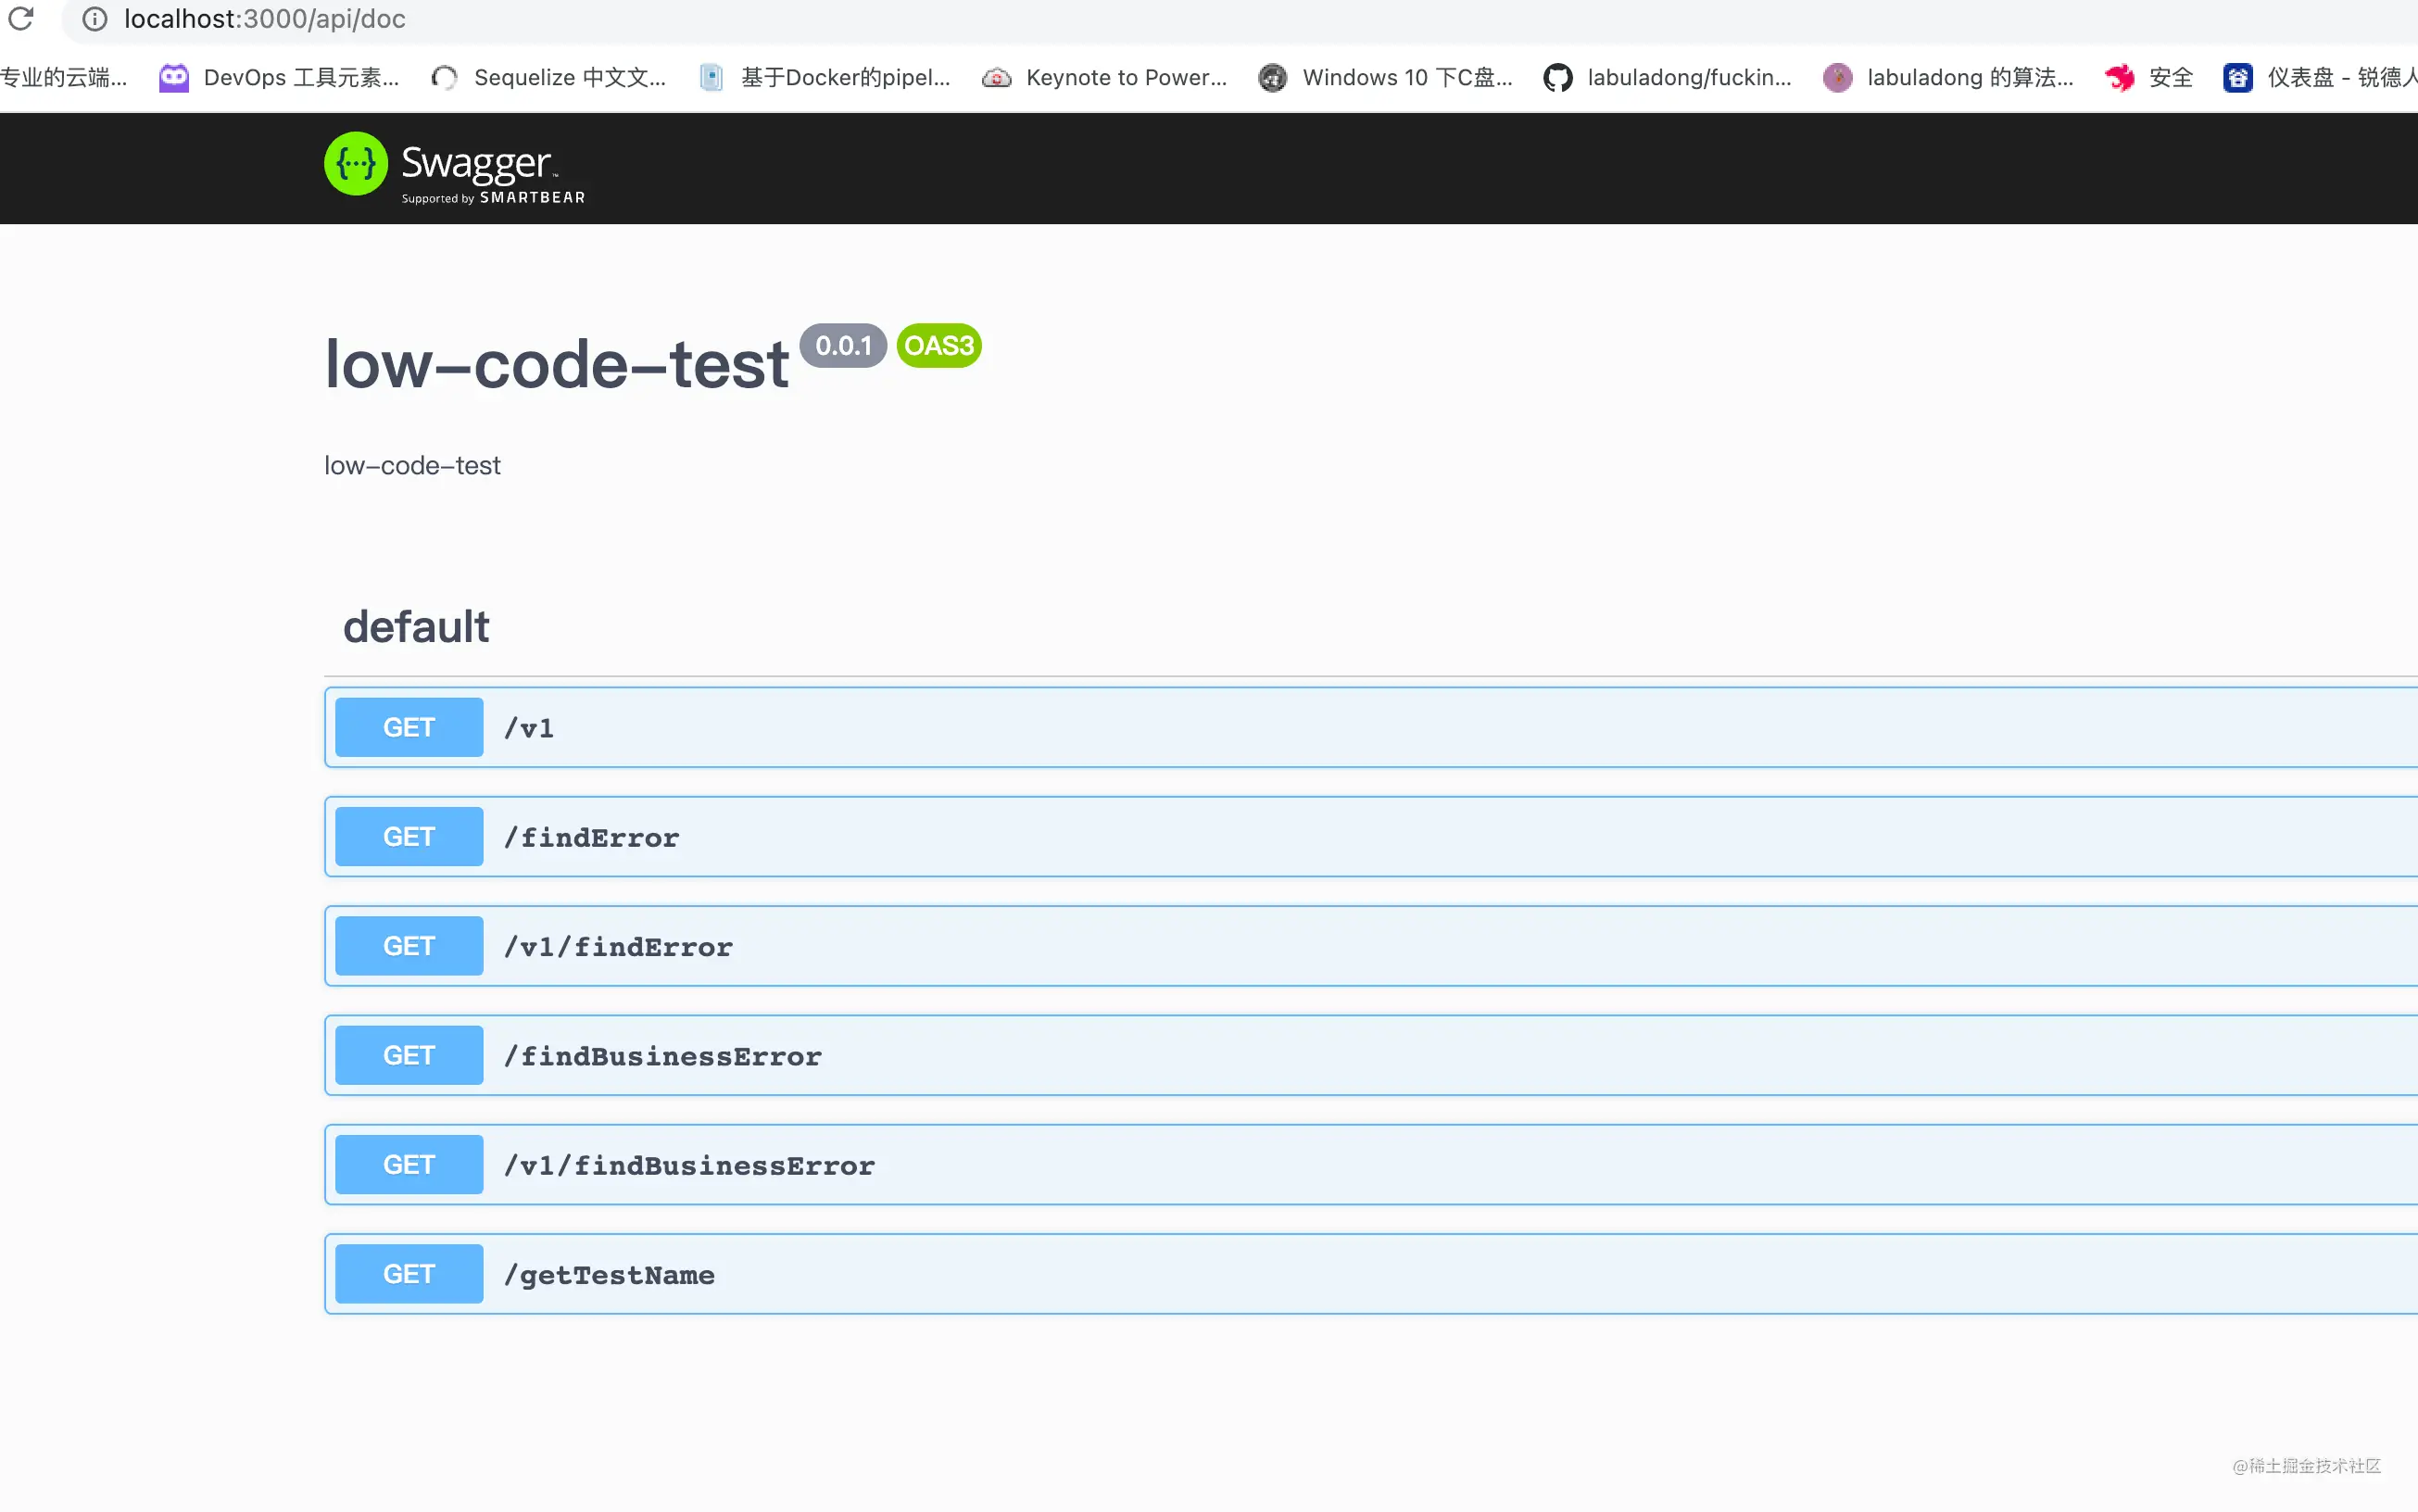 localhost:3000/api/doc
专业的云端... DevOps 工具元素... Sequelize 中文文... 基于Docker的pipel... Keynote to Power... Windows 10 下C盘... labuladong/fuckin... labuladong 的算法... 安全 仪表盘 - 锐德人
{···} Swagger™
Supported by SMARTBEAR
low-code-test 0.0.1 OAS3
low-code-test
default
GET /v1
GET /findError
GET /v1/findError
GET /findBusinessError
GET /v1/findBusinessError
GET /getTestName
@稀土掘金技术社区